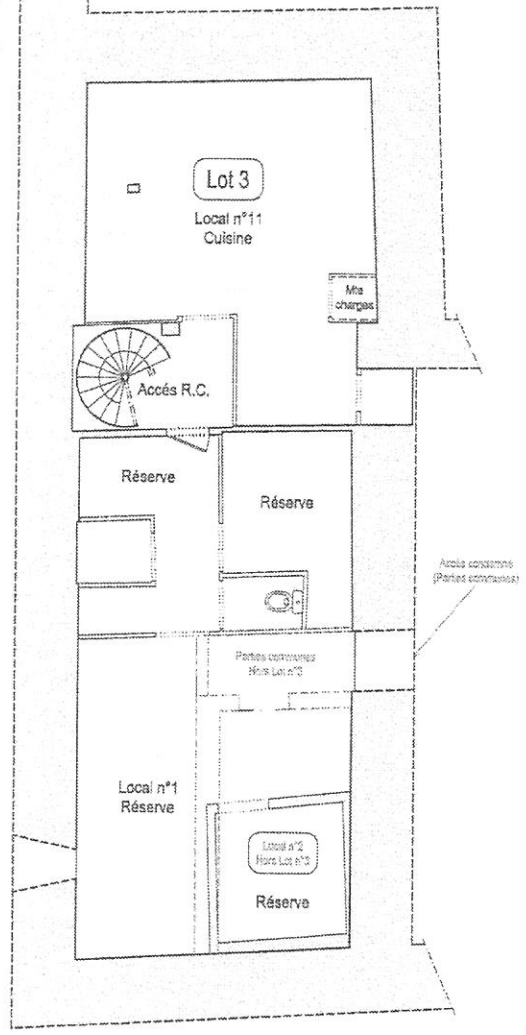 Lot 3
Local n°11
Cuisine
Mte
charges
Accés R.C.
Réserve
Réserve
Accès condamné
(Parties communes)
Parties communes
Hors Lot n°3
Local n°1
Réserve
Local n°2
Hors Lot n°3
Réserve